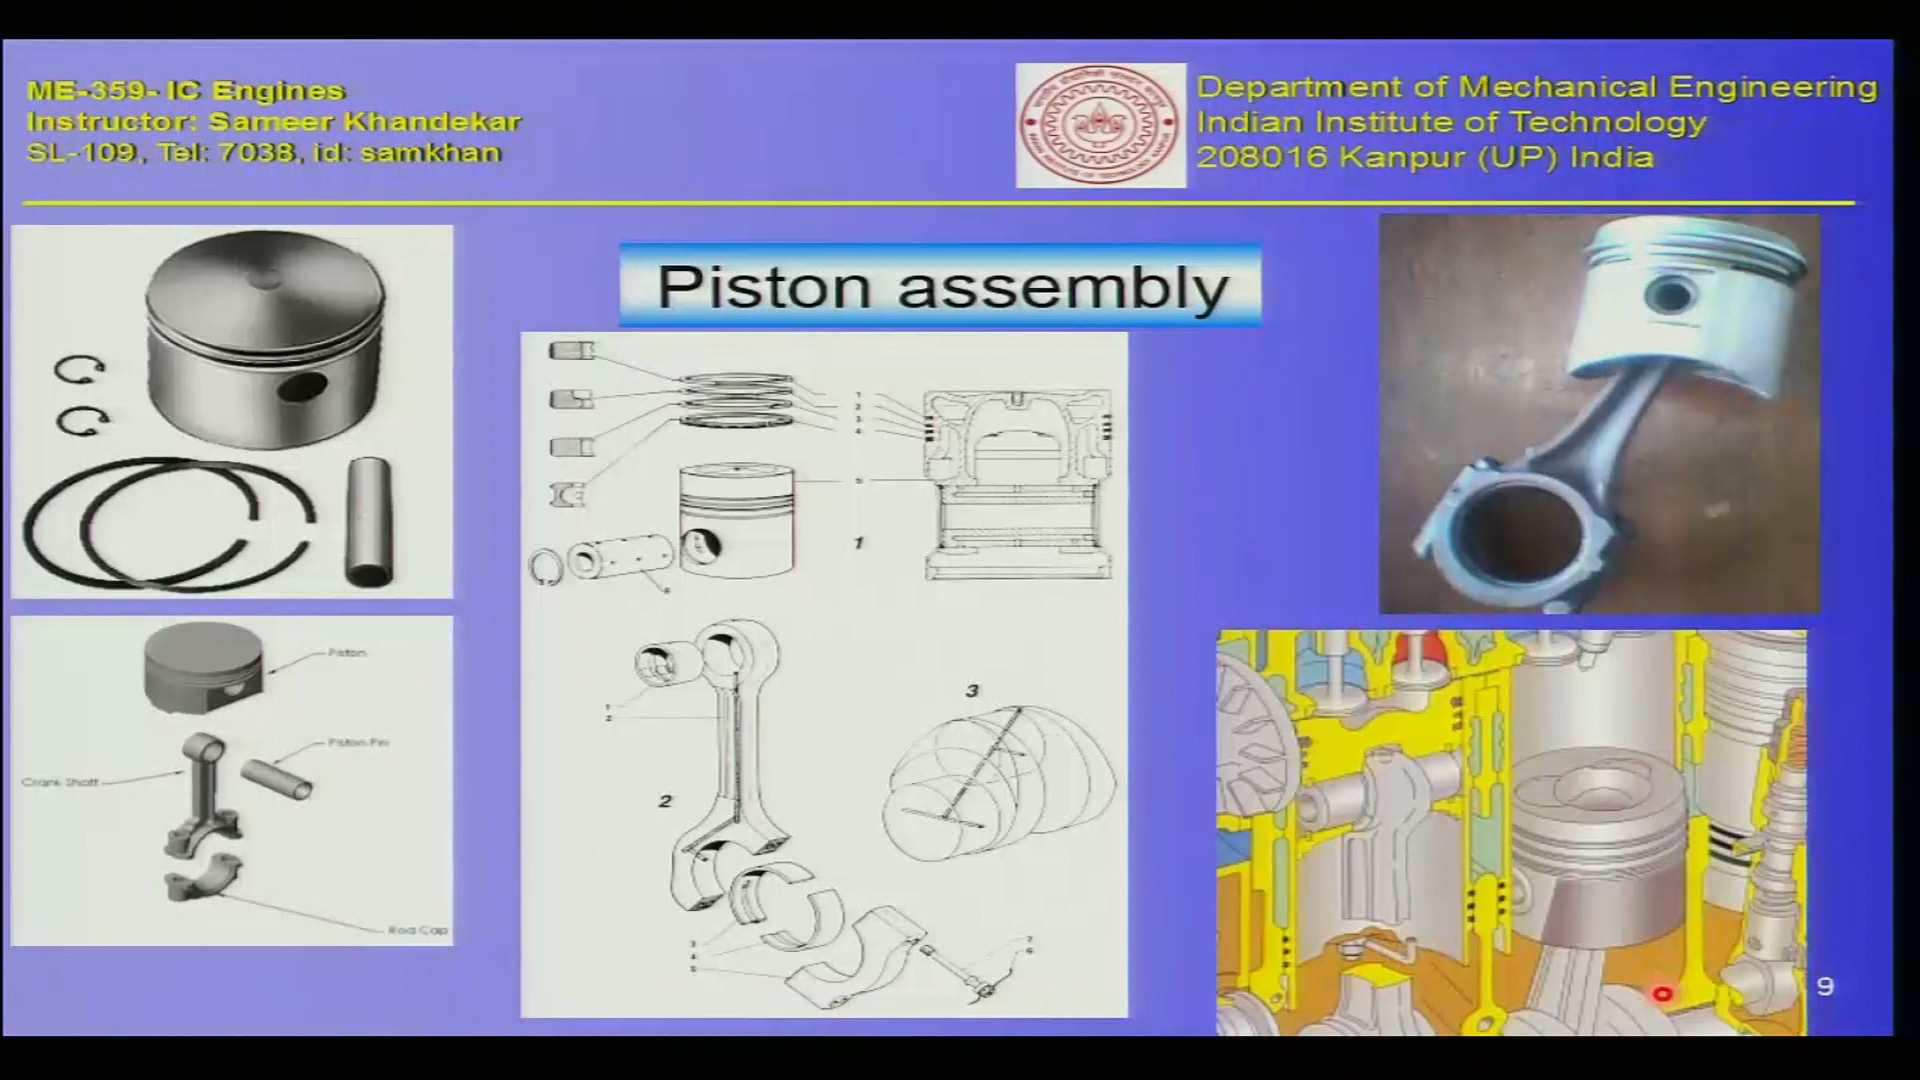 ME-359- IC Engines
Instructor: Sameer Khandekar
SL-109, Tel: 7038, id: samkhan
Department of Mechanical Engineering
Indian Institute of Technology
208016 Kanpur (UP) India
Piston assembly
1
2
3
Piston
Piston-Pin
Crank Shaft
Rod Cap
9